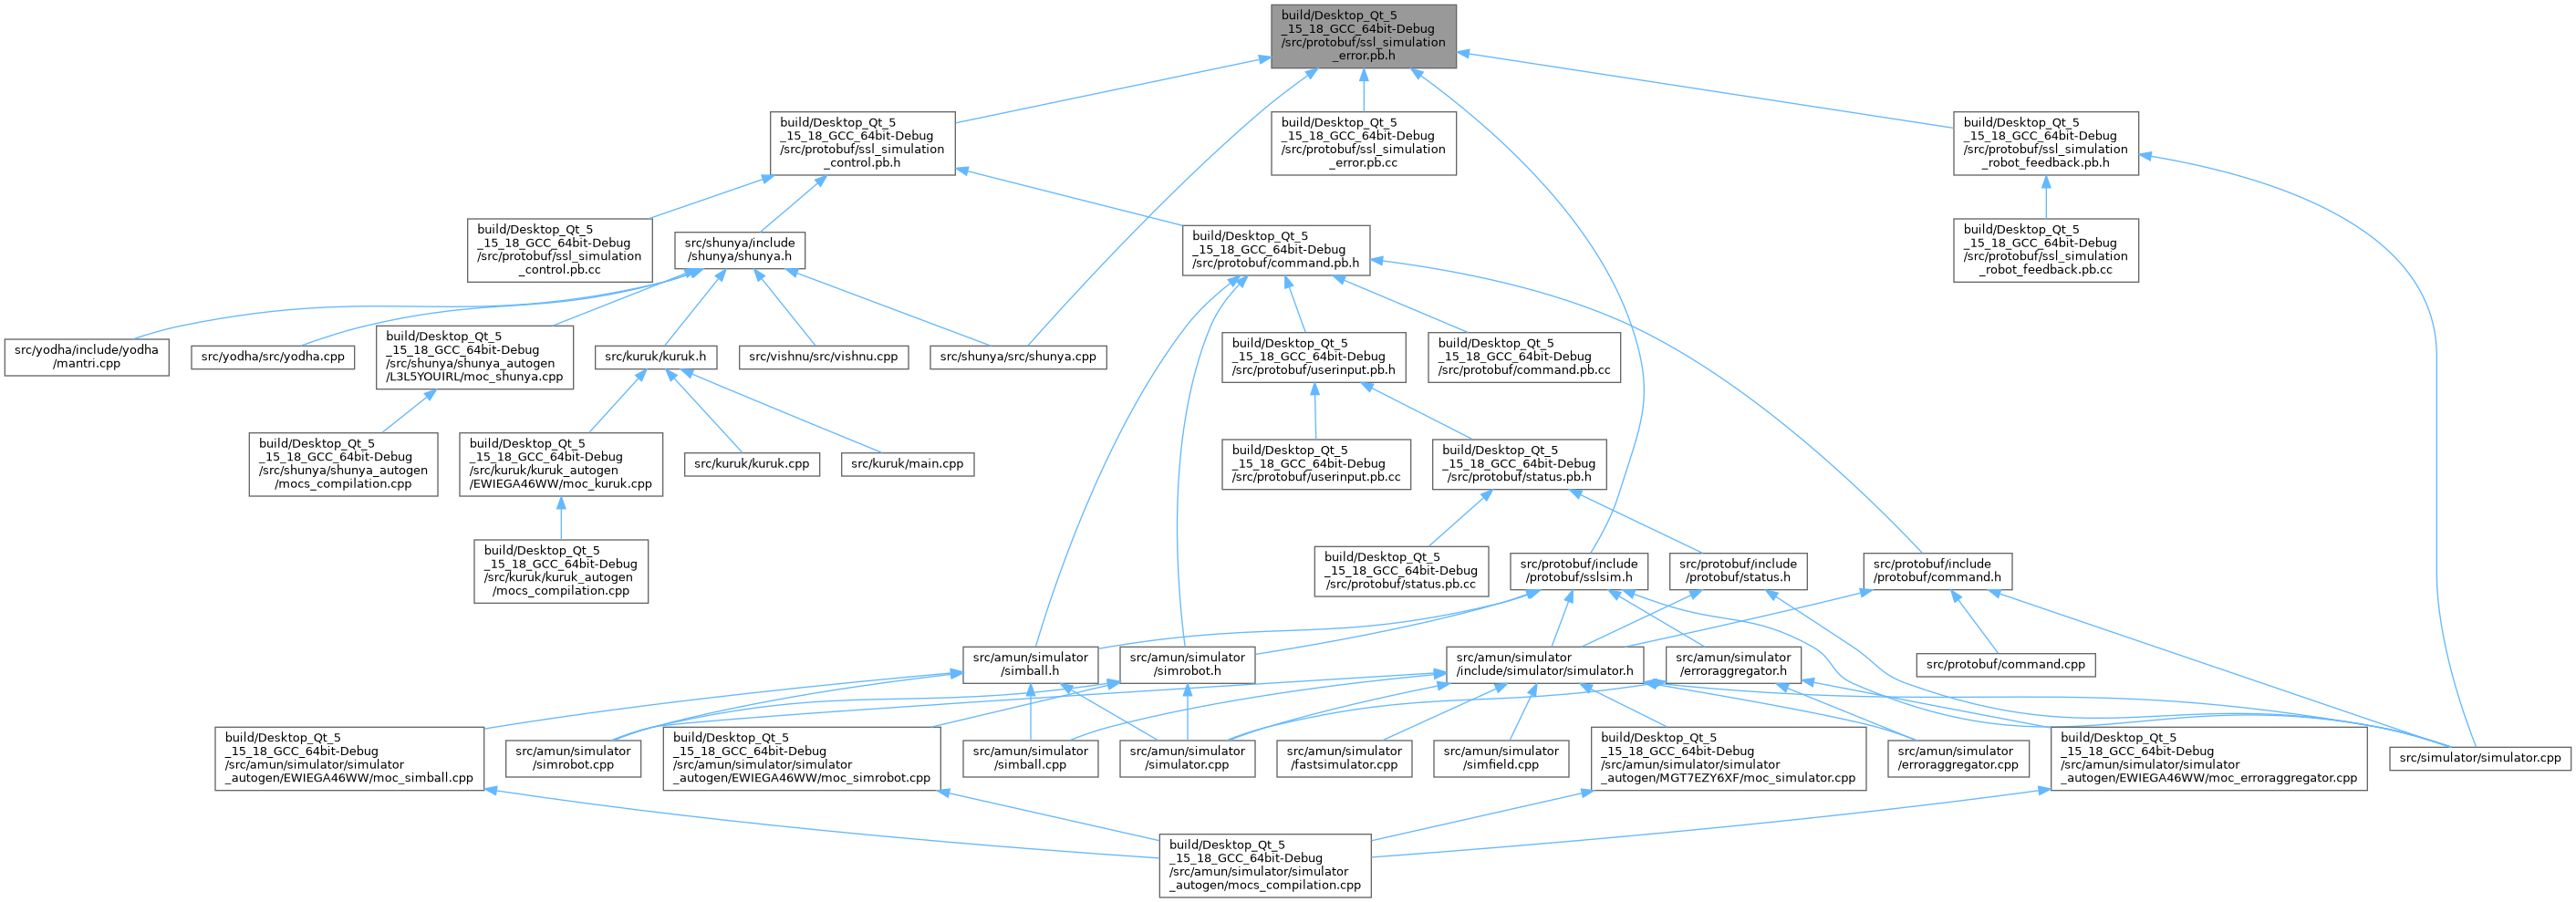 build/Desktop_Qt_5
_15_18_GCC_64bit-Debug
/src/protobuf/ssl_simulation
_error.pb.h
build/Desktop_Qt_5
_15_18_GCC_64bit-Debug
/src/protobuf/ssl_simulation
_control.pb.h
build/Desktop_Qt_5
_15_18_GCC_64bit-Debug
/src/protobuf/ssl_simulation
_error.pb.cc
build/Desktop_Qt_5
_15_18_GCC_64bit-Debug
/src/protobuf/ssl_simulation
_robot_feedback.pb.h
build/Desktop_Qt_5
_15_18_GCC_64bit-Debug
/src/protobuf/ssl_simulation
_control.pb.cc
src/shunya/include
/shunya/shunya.h
build/Desktop_Qt_5
_15_18_GCC_64bit-Debug
/src/protobuf/command.pb.h
build/Desktop_Qt_5
_15_18_GCC_64bit-Debug
/src/protobuf/ssl_simulation
_robot_feedback.pb.cc
src/yodha/include/yodha
/mantri.cpp
src/yodha/src/yodha.cpp
build/Desktop_Qt_5
_15_18_GCC_64bit-Debug
/src/shunya/shunya_autogen
/L3L5YOUIRL/moc_shunya.cpp
src/kuruk/kuruk.h
src/vishnu/src/vishnu.cpp
src/shunya/src/shunya.cpp
build/Desktop_Qt_5
_15_18_GCC_64bit-Debug
/src/protobuf/userinput.pb.h
build/Desktop_Qt_5
_15_18_GCC_64bit-Debug
/src/protobuf/command.pb.cc
build/Desktop_Qt_5
_15_18_GCC_64bit-Debug
/src/shunya/shunya_autogen
/mocs_compilation.cpp
build/Desktop_Qt_5
_15_18_GCC_64bit-Debug
/src/kuruk/kuruk_autogen
/EWIEGA46WW/moc_kuruk.cpp
src/kuruk/kuruk.cpp
src/kuruk/main.cpp
build/Desktop_Qt_5
_15_18_GCC_64bit-Debug
/src/protobuf/userinput.pb.cc
build/Desktop_Qt_5
_15_18_GCC_64bit-Debug
/src/protobuf/status.pb.h
build/Desktop_Qt_5
_15_18_GCC_64bit-Debug
/src/kuruk/kuruk_autogen
/mocs_compilation.cpp
build/Desktop_Qt_5
_15_18_GCC_64bit-Debug
/src/protobuf/status.pb.cc
src/protobuf/include
/protobuf/sslsim.h
src/protobuf/include
/protobuf/status.h
src/protobuf/include
/protobuf/command.h
src/amun/simulator
/simball.h
src/amun/simulator
/simrobot.h
src/amun/simulator
/include/simulator/simulator.h
src/amun/simulator
/erroraggregator.h
src/protobuf/command.cpp
build/Desktop_Qt_5
_15_18_GCC_64bit-Debug
/src/amun/simulator/simulator
_autogen/EWIEGA46WW/moc_simball.cpp
src/amun/simulator
/simrobot.cpp
build/Desktop_Qt_5
_15_18_GCC_64bit-Debug
/src/amun/simulator/simulator
_autogen/EWIEGA46WW/moc_simrobot.cpp
src/amun/simulator
/simball.cpp
src/amun/simulator
/simulator.cpp
src/amun/simulator
/fastsimulator.cpp
src/amun/simulator
/simfield.cpp
build/Desktop_Qt_5
_15_18_GCC_64bit-Debug
/src/amun/simulator/simulator
_autogen/MGT7EZY6XF/moc_simulator.cpp
src/amun/simulator
/erroraggregator.cpp
build/Desktop_Qt_5
_15_18_GCC_64bit-Debug
/src/amun/simulator/simulator
_autogen/EWIEGA46WW/moc_erroraggregator.cpp
src/simulator/simulator.cpp
build/Desktop_Qt_5
_15_18_GCC_64bit-Debug
/src/amun/simulator/simulator
_autogen/mocs_compilation.cpp